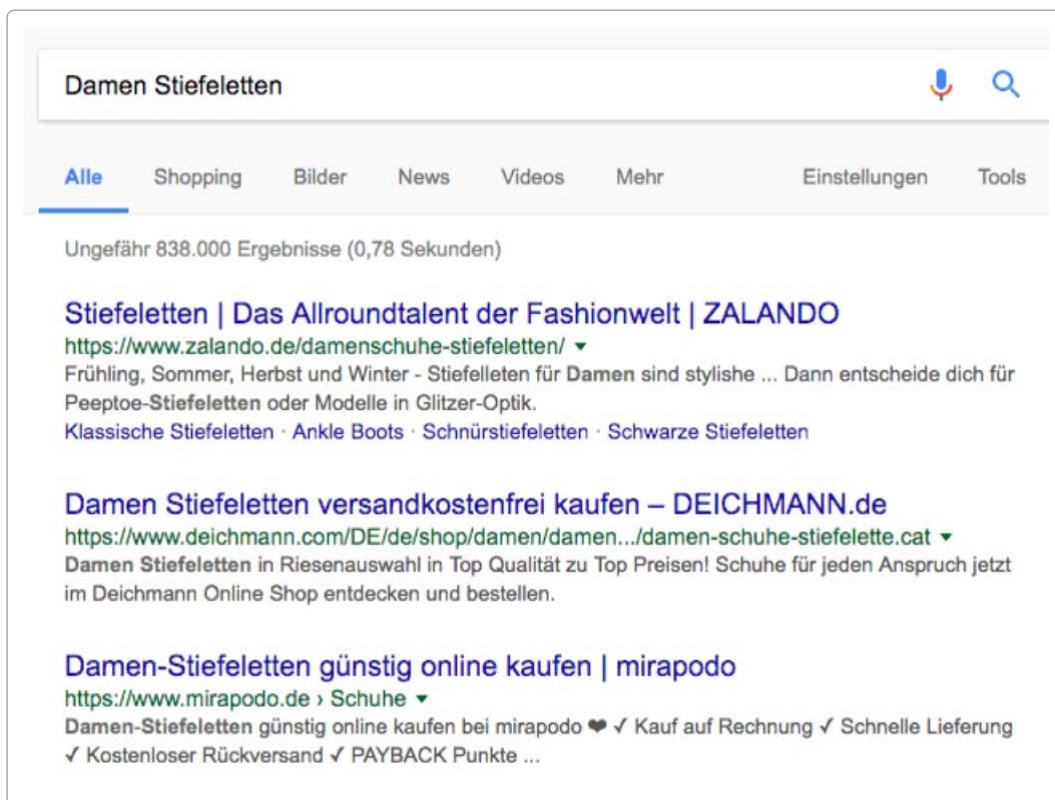 Damen Stiefeletten
Alle Shopping Bilder News Videos Mehr Einstellungen Tools
Ungefähr 838.000 Ergebnisse (0,78 Sekunden)
Stiefeletten | Das Allroundtalent der Fashionwelt | ZALANDO
https://www.zalando.de/damenschuhe-stiefeletten/
Frühling, Sommer, Herbst und Winter - Stiefelleten für Damen sind stylishe ... Dann entscheide dich für
Peeptoe-Stiefeletten oder Modelle in Glitzer-Optik.
Klassische Stiefeletten · Ankle Boots · Schnürstiefeletten · Schwarze Stiefeletten
Damen Stiefeletten versandkostenfrei kaufen – DEICHMANN.de
https://www.deichmann.com/DE/de/shop/damen/damen.../damen-schuhe-stiefelette.cat
Damen Stiefeletten in Riesenauswahl in Top Qualität zu Top Preisen! Schuhe für jeden Anspruch jetzt
im Deichmann Online Shop entdecken und bestellen.
Damen-Stiefeletten günstig online kaufen | mirapodo
https://www.mirapodo.de › Schuhe
Damen-Stiefeletten günstig online kaufen bei mirapodo ❤ ✓ Kauf auf Rechnung ✓ Schnelle Lieferung
✓ Kostenloser Rückversand ✓ PAYBACK Punkte ...